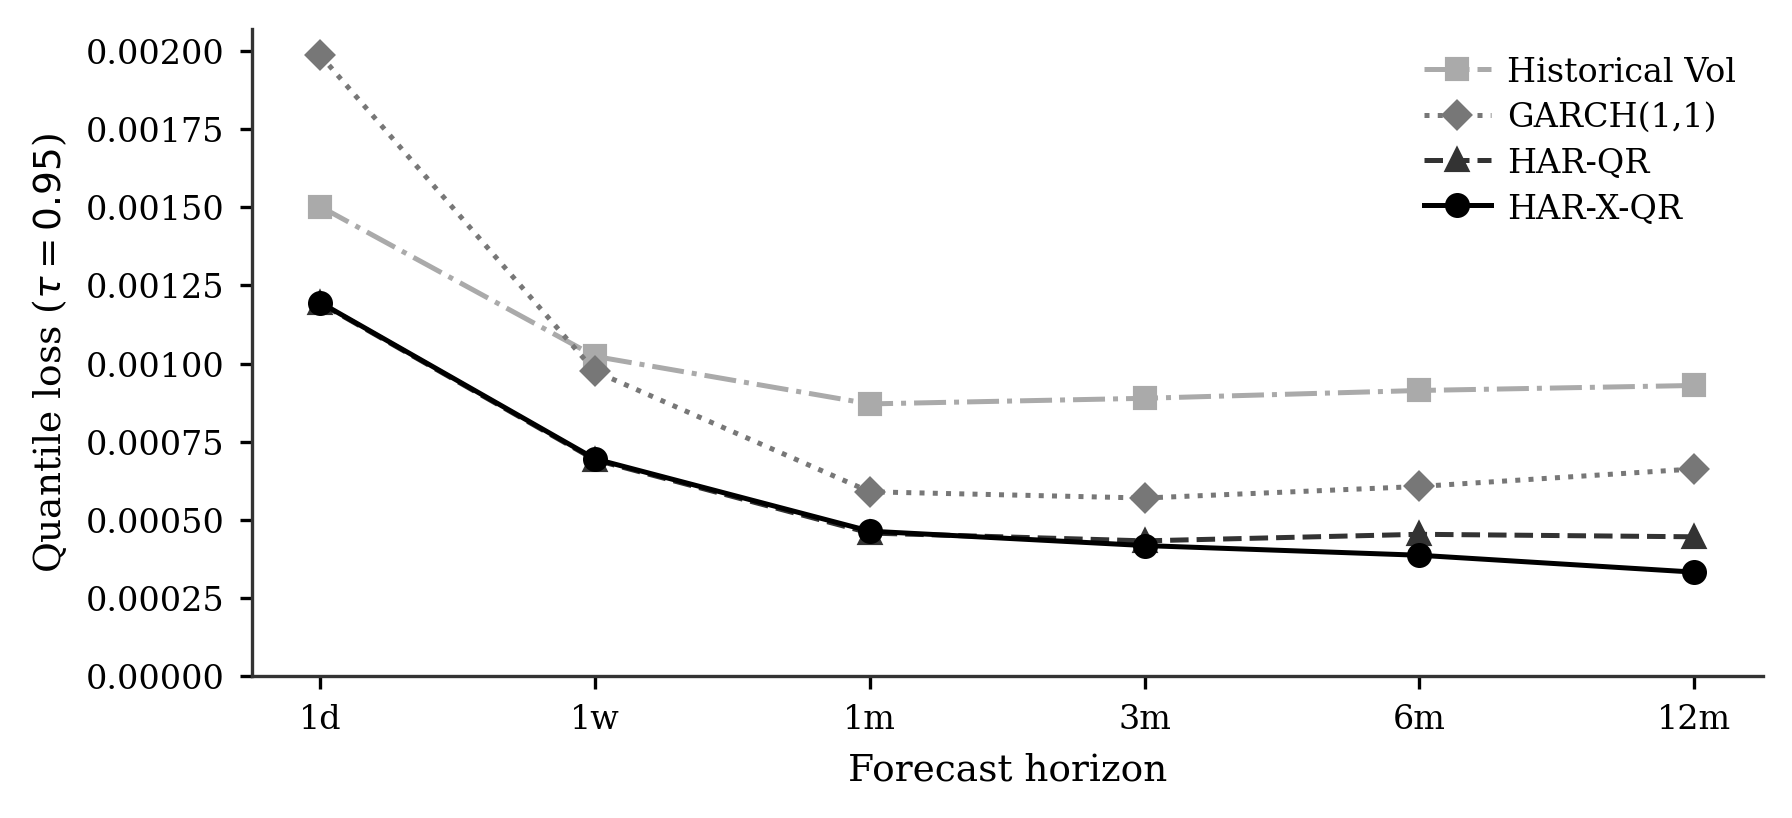 0.00200
0.00175
0.00150
0.00125
0.00100
0.00075
0.00050
0.00025
0.00000
Quantile loss (τ = 0.95)
Historical Vol
GARCH(1,1)
HAR-QR
HAR-X-QR
1d 1w 1m 3m 6m 12m
Forecast horizon